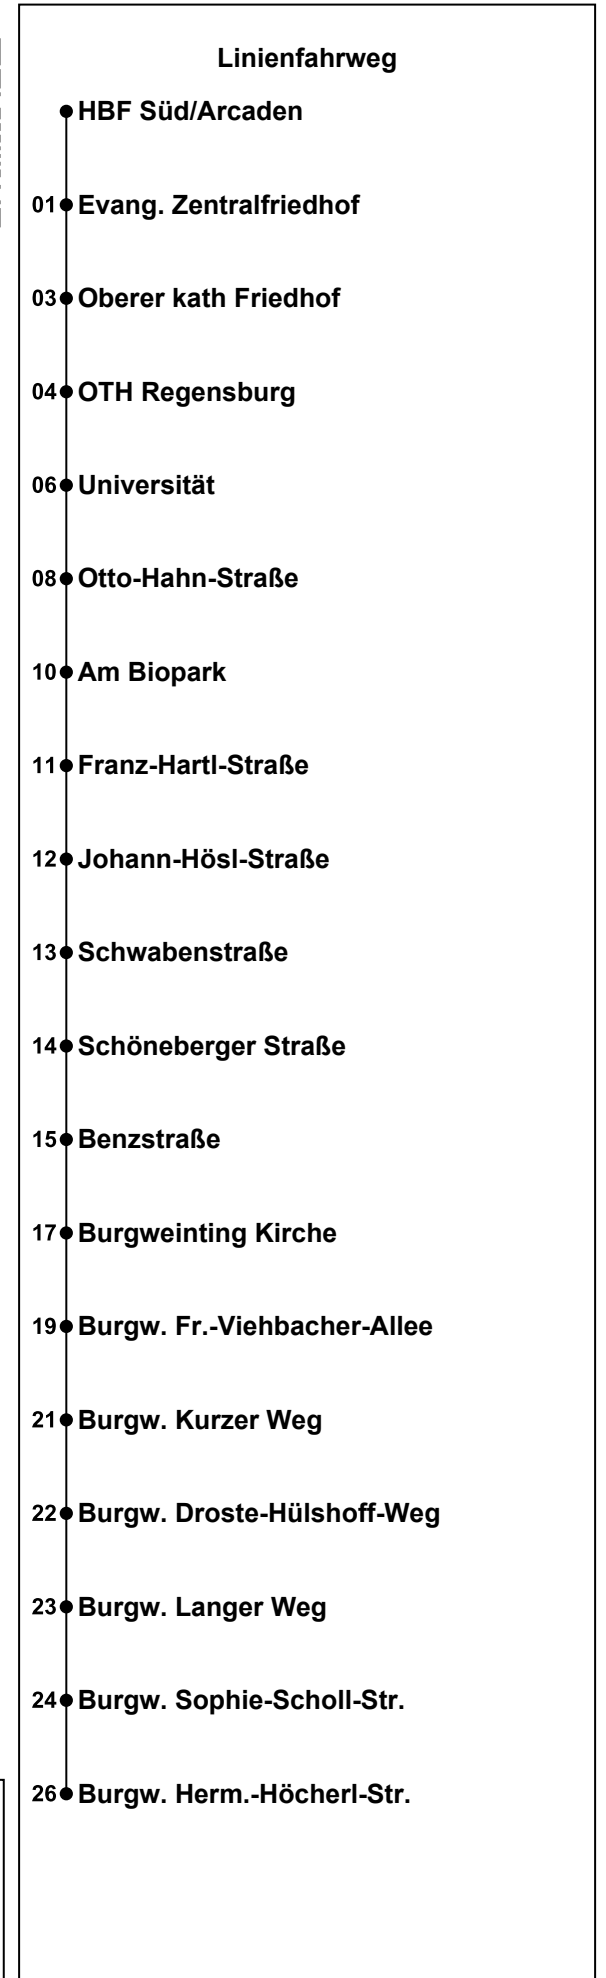 Linienfahrweg
HBF Süd/Arcaden
01 Evang. Zentralfriedhof
03 Oberer kath Friedhof
04 OTH Regensburg
06 Universität
08 Otto-Hahn-Straße
10 Am Biopark
11 Franz-Hartl-Straße
12 Johann-Hösl-Straße
13 Schwabenstraße
14 Schöneberger Straße
15 Benzstraße
17 Burgweinting Kirche
19 Burgw. Fr.-Viehbacher-Allee
21 Burgw. Kurzer Weg
22 Burgw. Droste-Hülshoff-Weg
23 Burgw. Langer Weg
24 Burgw. Sophie-Scholl-Str.
26 Burgw. Herm.-Höcherl-Str.